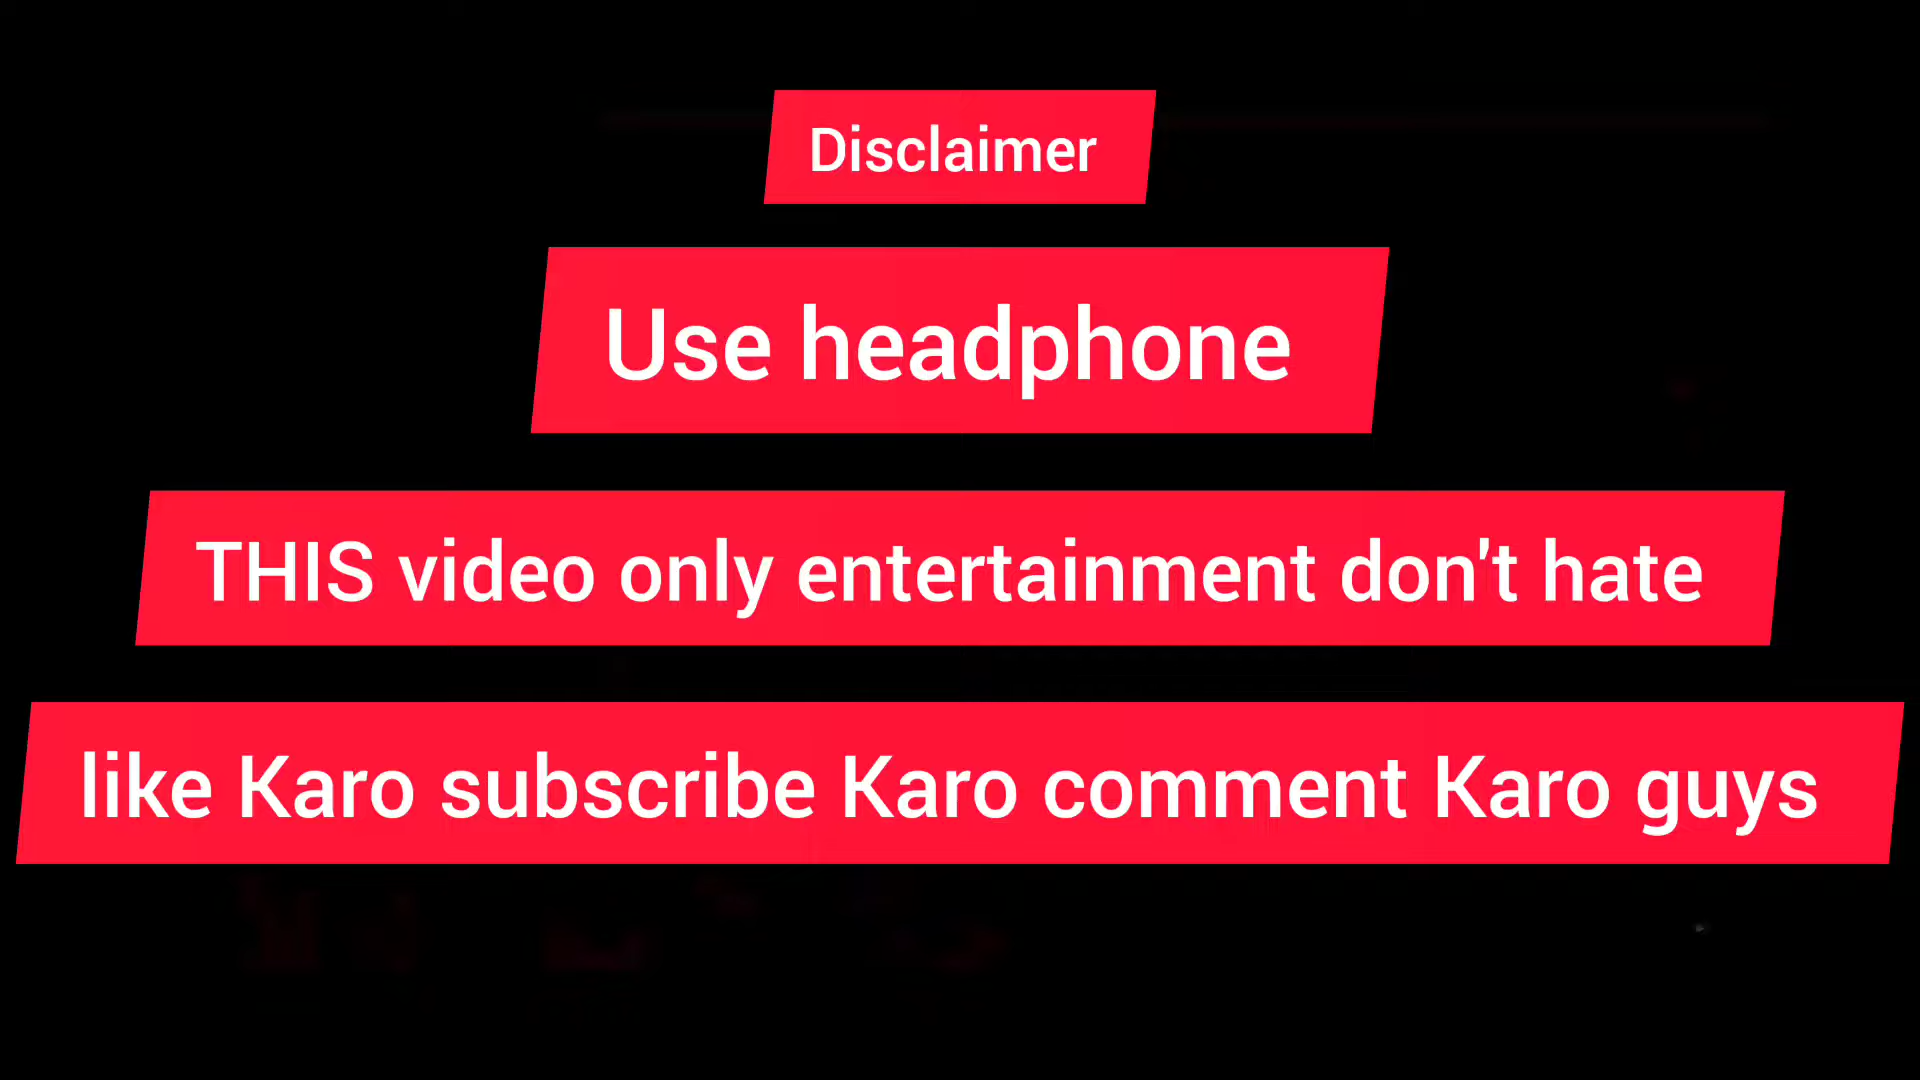 Disclaimer
Use headphone
THIS video only entertainment don't hate
like Karo subscribe Karo comment Karo guys